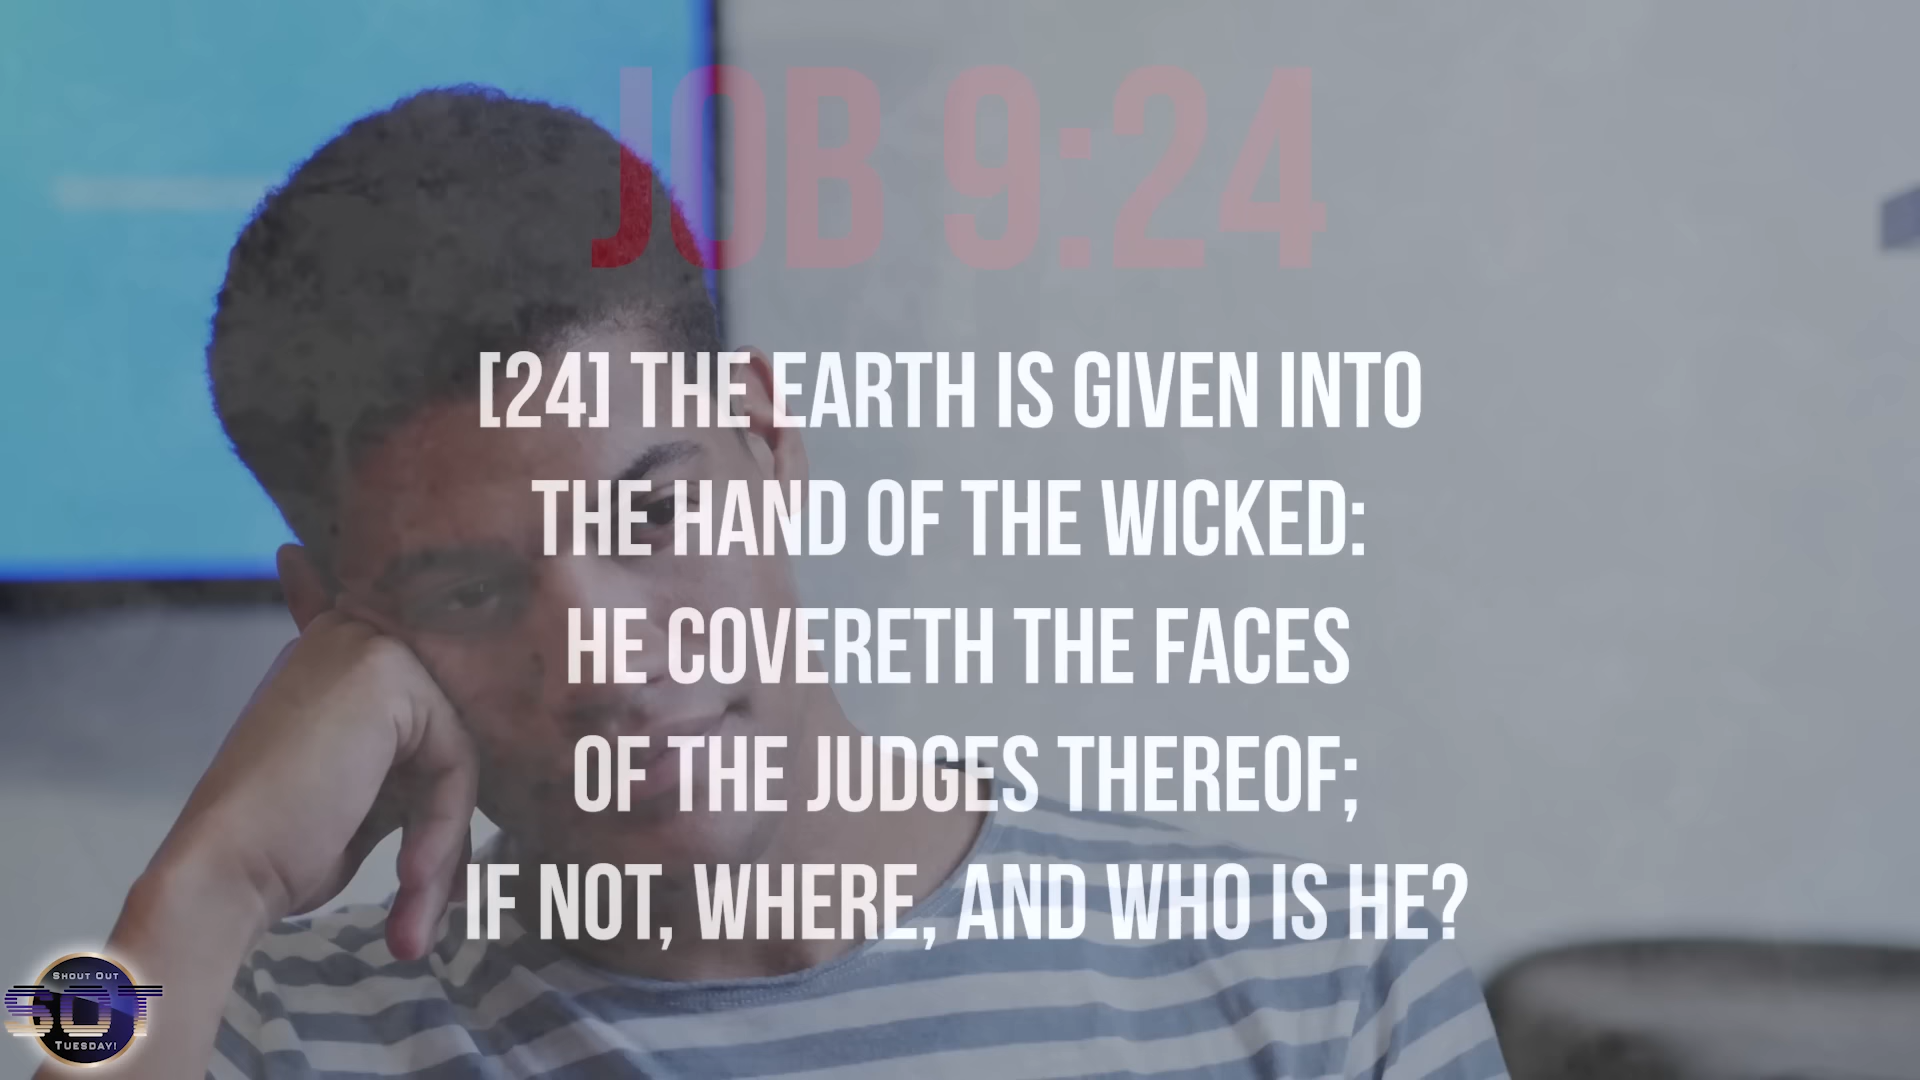 JOB 9:24
[24] THE EARTH IS GIVEN INTO
THE HAND OF THE WICKED:
HE COVERETH THE FACES
OF THE JUDGES THEREOF;
IF NOT, WHERE, AND WHO IS HE?
SHOUT OUT
SOT
TUESDAY!